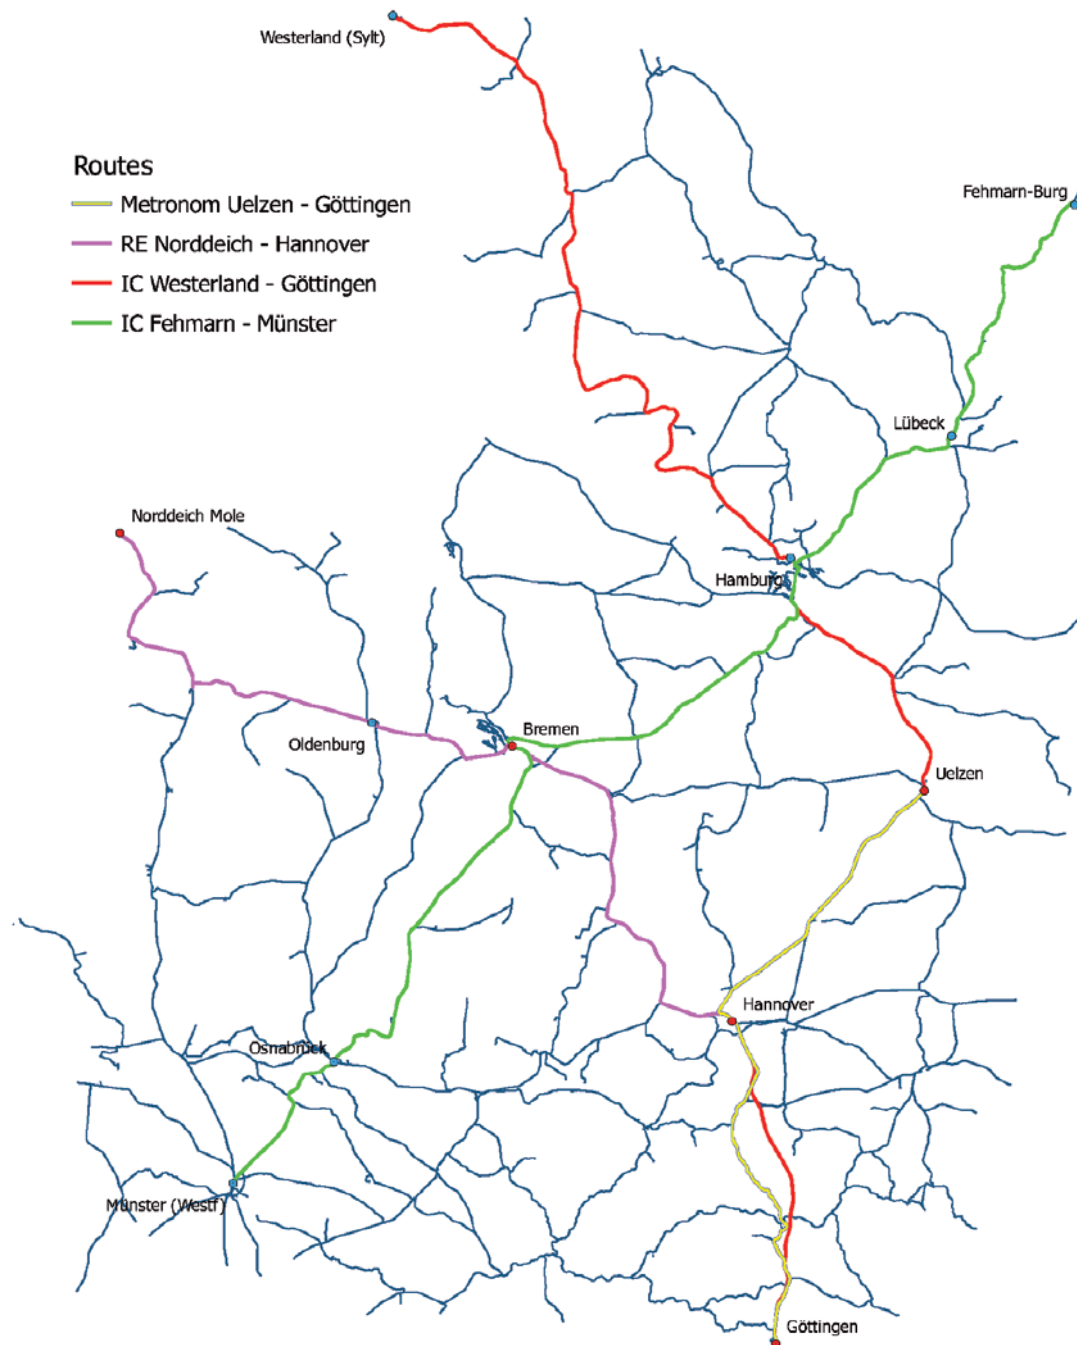 Westerland (Sylt)
Routes
Metronom Uelzen - Göttingen
RE Norddeich - Hannover
IC Westerland - Göttingen
IC Fehmarn - Münster
Fehmarn-Burg
Lübeck
Norddeich Mole
Hamburg
Oldenburg
Bremen
Uelzen
Hannover
Osnabrück
Münster (Westf)
Göttingen